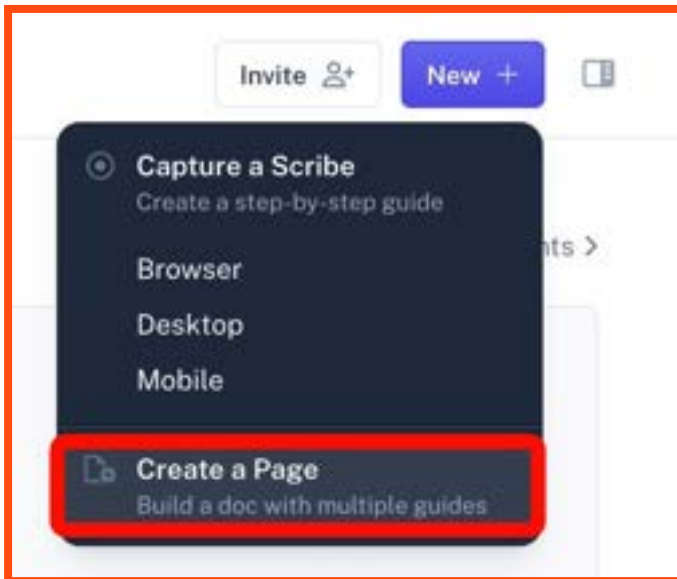 Invite
New +
Capture a Scribe
Create a step-by-step guide
nts >
Browser
Desktop
Mobile
Create a Page
Build a doc with multiple guides